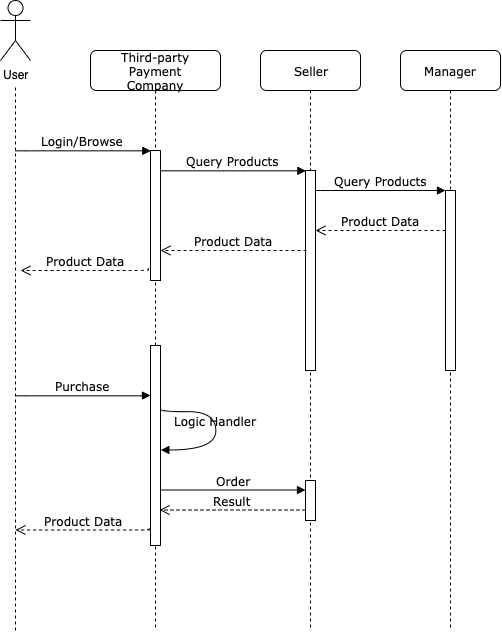 User
Third-party
Payment
Company
Seller
Manager
Login/Browse
Query Products
Query Products
Product Data
Product Data
Product Data
Purchase
Logic Handler
Order
Result
Product Data